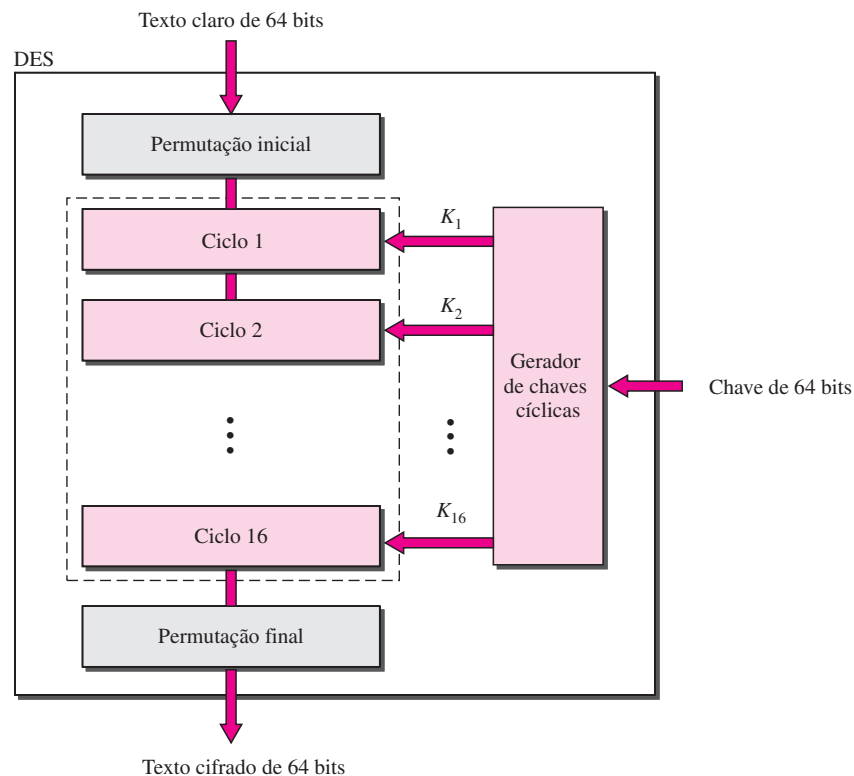 Texto claro de 64 bits
DES
Permutação inicial
Ciclo 1
K1
Ciclo 2
K2
Gerador
de chaves
cíclicas
Chave de 64 bits
Ciclo 16
K16
Permutação final
Texto cifrado de 64 bits